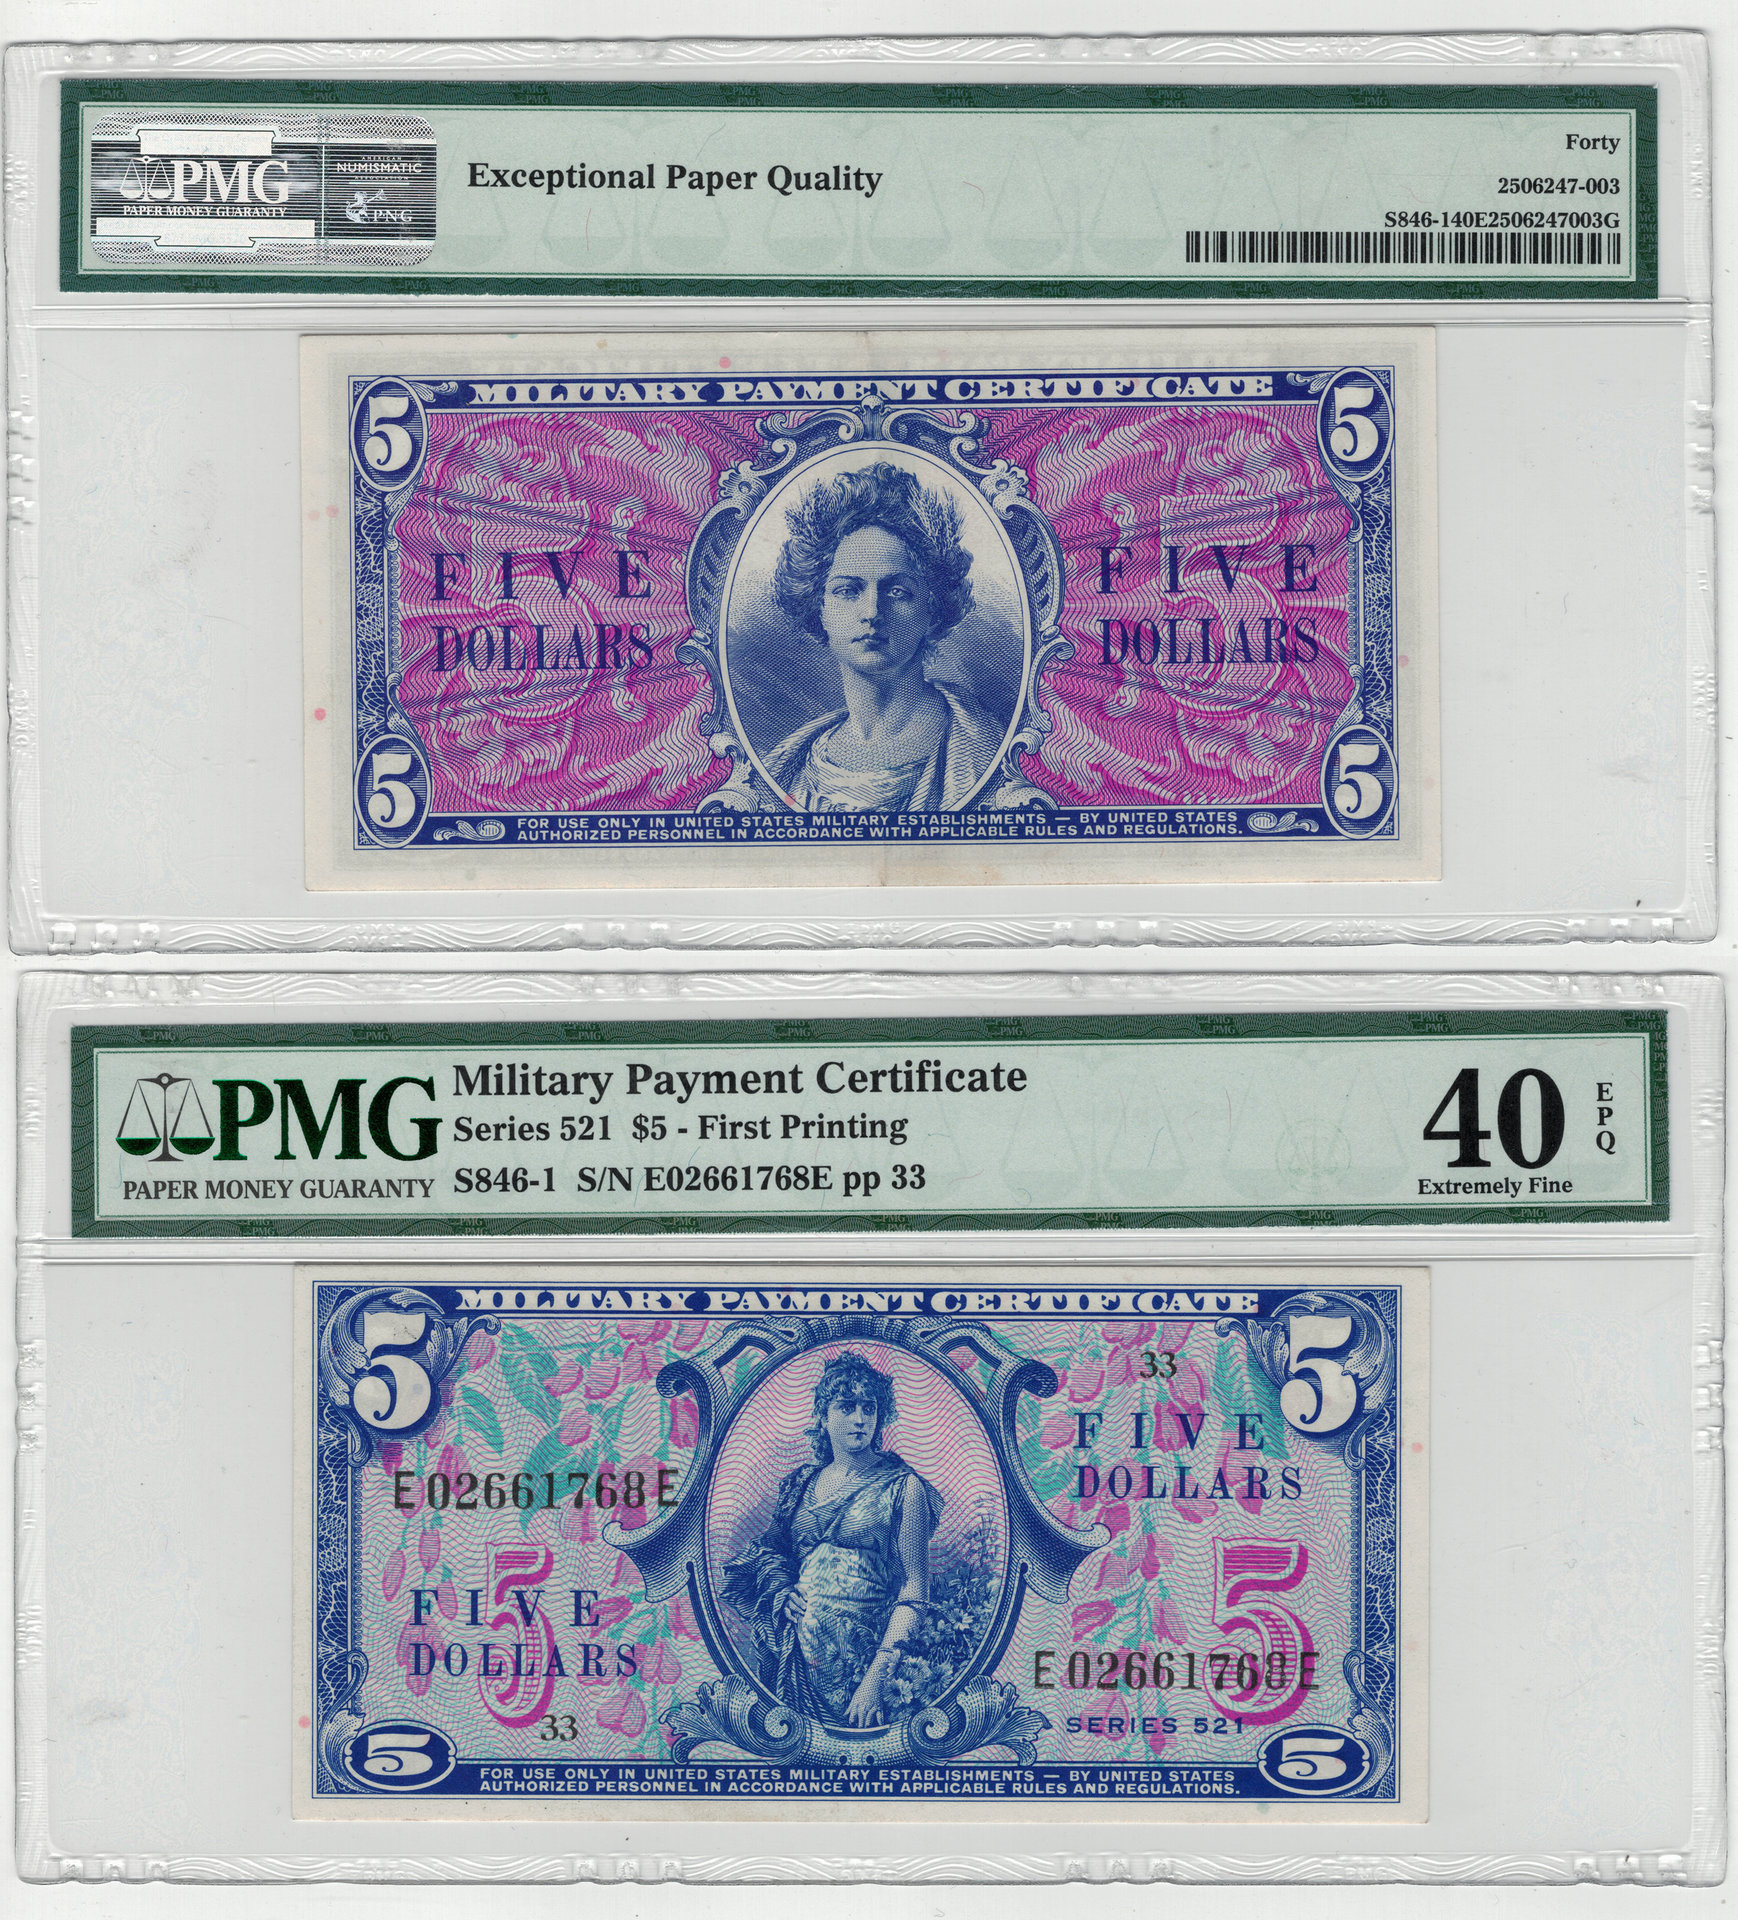 PMG
PAPER MONEY GUARANTY
AMERICAN
NUMISMATIC
ASSOCIATION
PNG
Exceptional Paper Quality
Forty
2506247-003
S846-140E2506247003G
5 MILITARY PAYMENT CERTIFICATE 5
FIVE
DOLLARS
FIVE
DOLLARS
5 5
FOR USE ONLY IN UNITED STATES MILITARY ESTABLISHMENTS — BY UNITED STATES
AUTHORIZED PERSONNEL IN ACCORDANCE WITH APPLICABLE RULES AND REGULATIONS.
PMG
PAPER MONEY GUARANTY
Military Payment Certificate
Series 521 $5 - First Printing
S846-1 S/N E02661768E pp 33
40
EPQ
Extremely Fine
5 MILITARY PAYMENT CERTIFICATE 5
33
FIVE
DOLLARS
E02661768E
5
FIVE
DOLLARS
5
E02661768E
33
SERIES 521
5 5
FOR USE ONLY IN UNITED STATES MILITARY ESTABLISHMENTS — BY UNITED STATES
AUTHORIZED PERSONNEL IN ACCORDANCE WITH APPLICABLE RULES AND REGULATIONS.